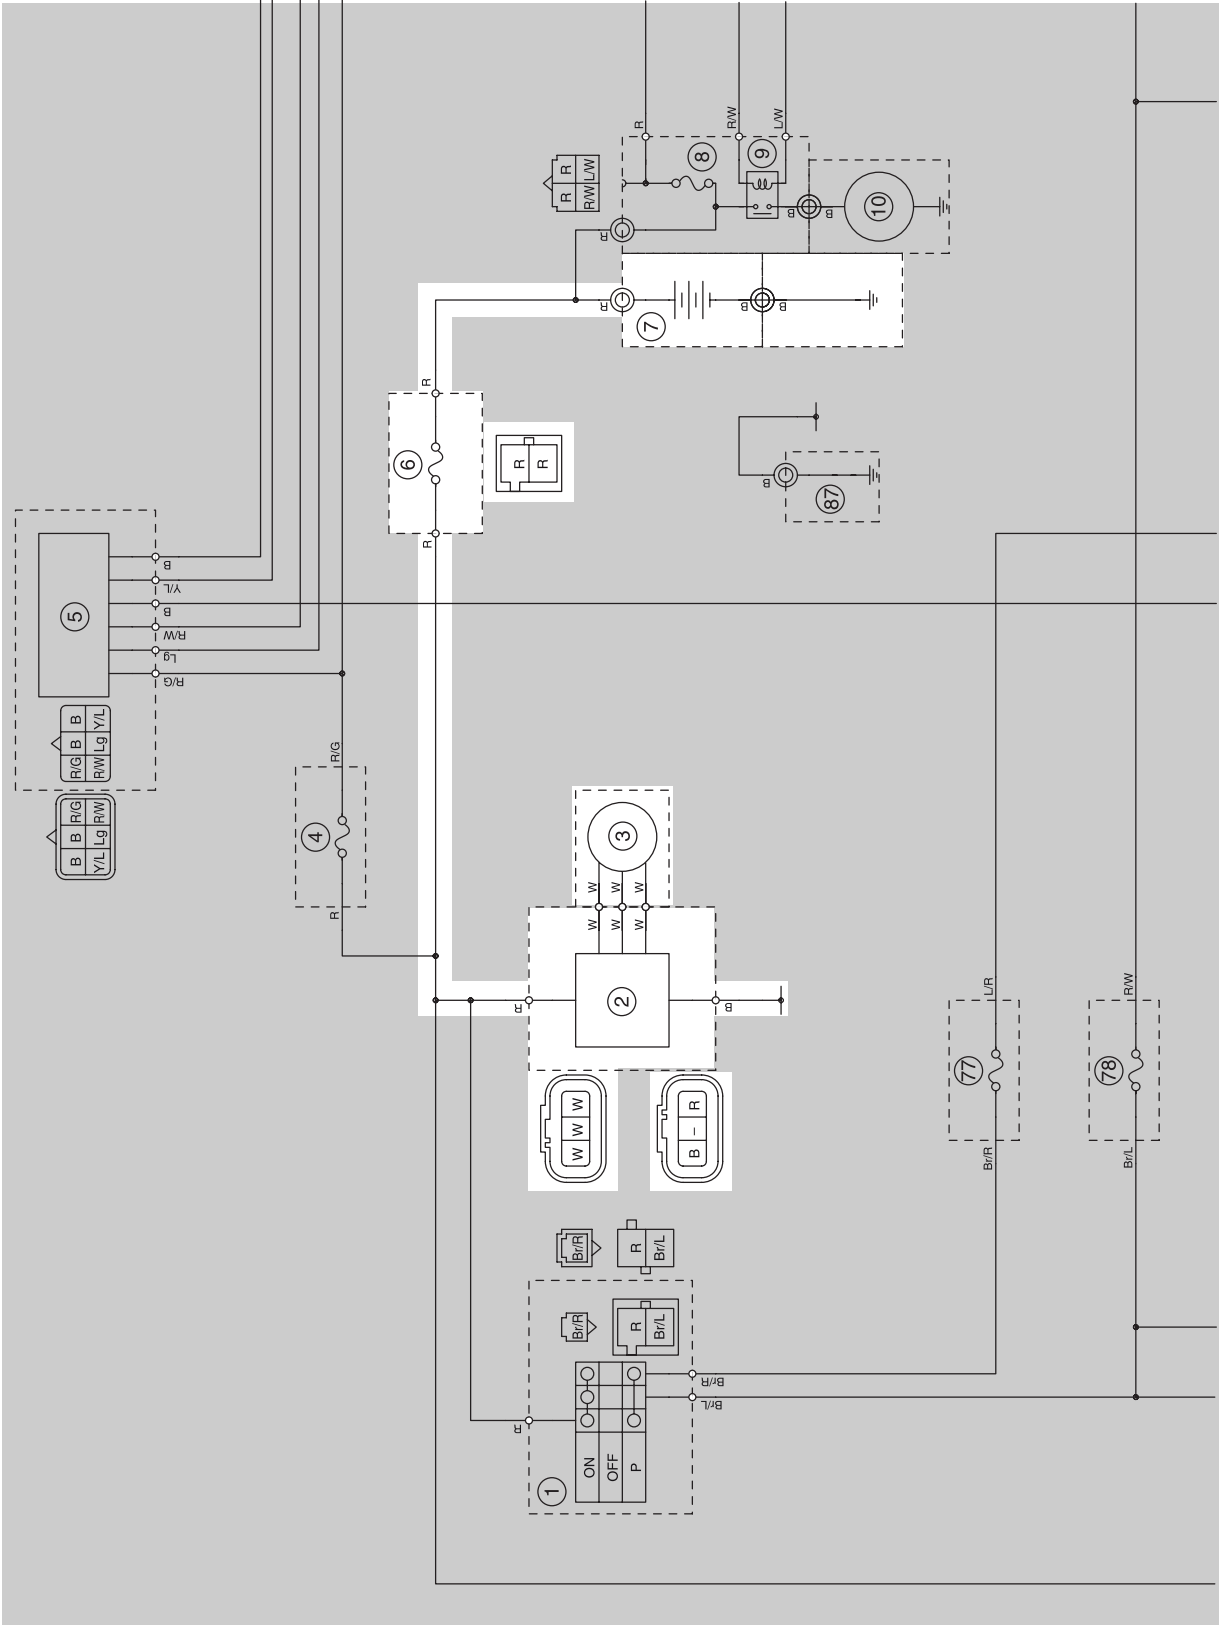 R
R/W
L/W
8
9
R R
R/W L/W
10
B
B
R
R
7
B
B
R
6
R
R
R
87
B
5
B
Y/L
B
R/W
Lg
R/G
R/G B B
R/W Lg Y/L
B B R/G
Y/L Lg R/W
R/G
4
R
3
W W W
W W W
2
R
B
W W W
B – R
L/R
77
Br/R
R/W
78
Br/L
Br/R
R
Br/L
Br/R
R
Br/L
Br/R
Br/L
R
1
ON
OFF
P